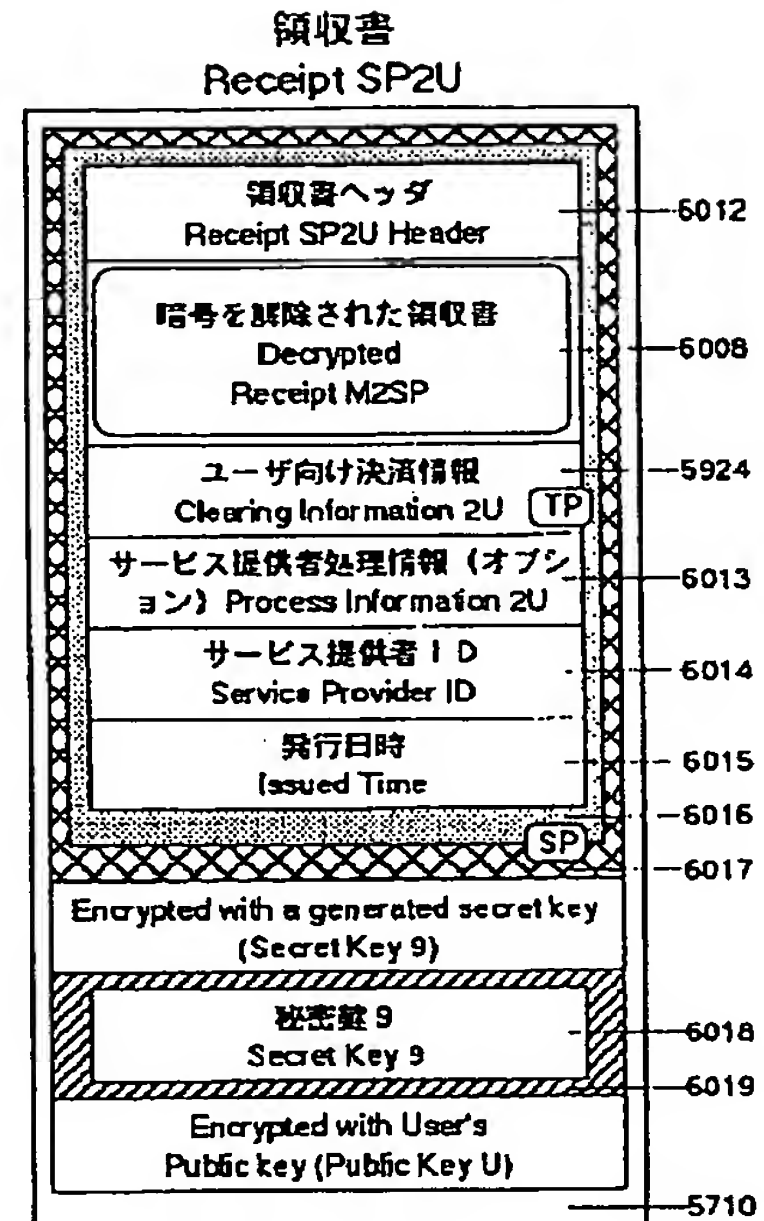 領収書
Receipt SP2U
領収書ヘッダ
Receipt SP2U Header
6012
暗号を解除された領収書
Decrypted
Receipt M2SP
6008
ユーザ向け決済情報
Clearing Information 2U
TP
5924
サービス提供者処理情報（オプシ
ョン）Process Information 2U
6013
サービス提供者ＩＤ
Service Provider ID
6014
発行日時
Issued Time
6015
6016
SP
6017
Encrypted with a generated secret key
(Secret Key 9)
秘密鍵 9
Secret Key 9
6018
6019
Encrypted with User's
Public key (Public Key U)
5710